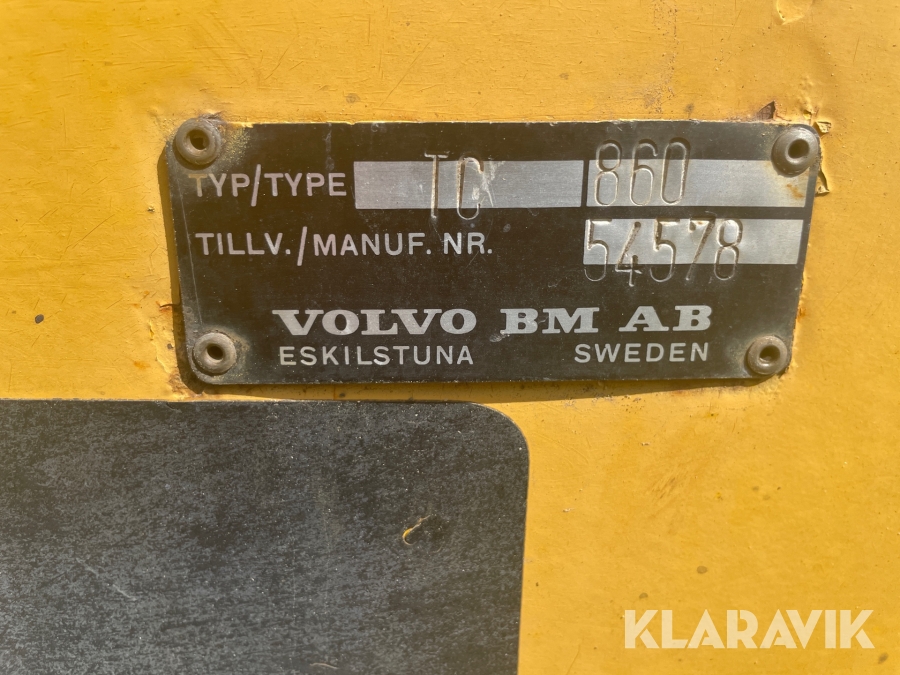 TYP/TYPE TC 860
TILLV./MANUF. NR. 54578
VOLVO BM AB
ESKILSTUNA SWEDEN
KLARAVIK